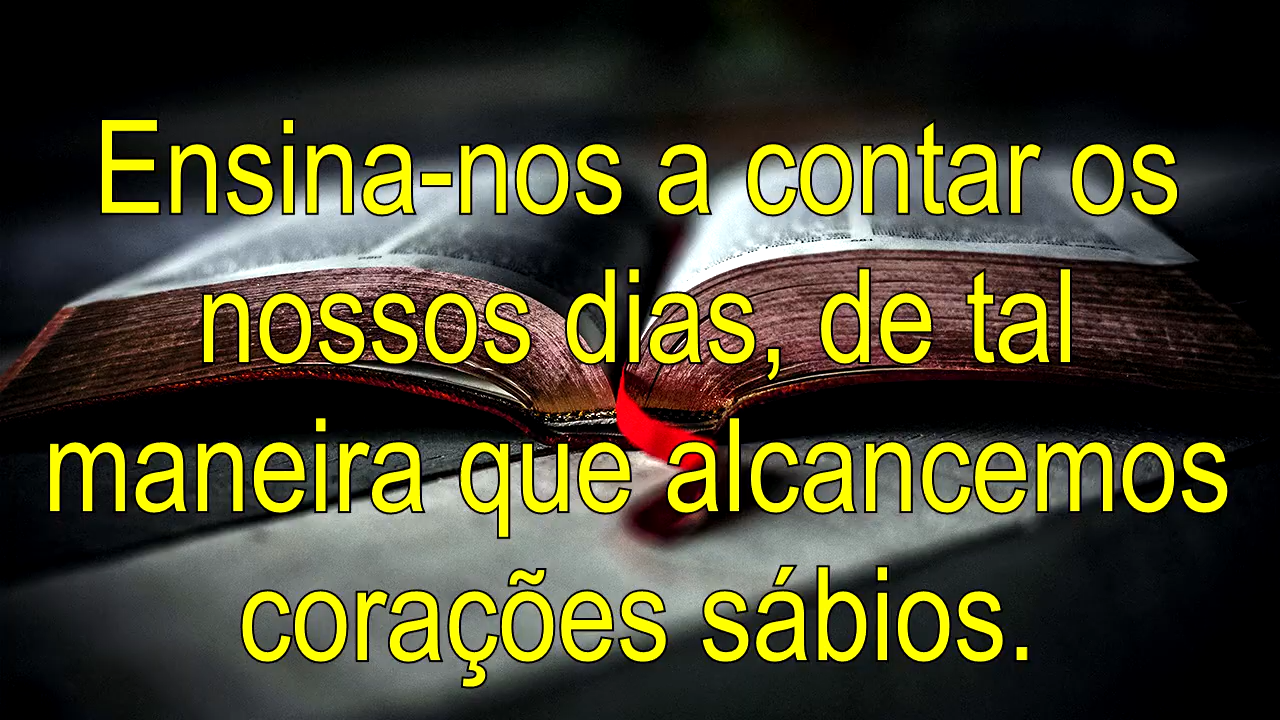 Ensina-nos a contar os
nossos dias, de tal
maneira que alcancemos
corações sábios.